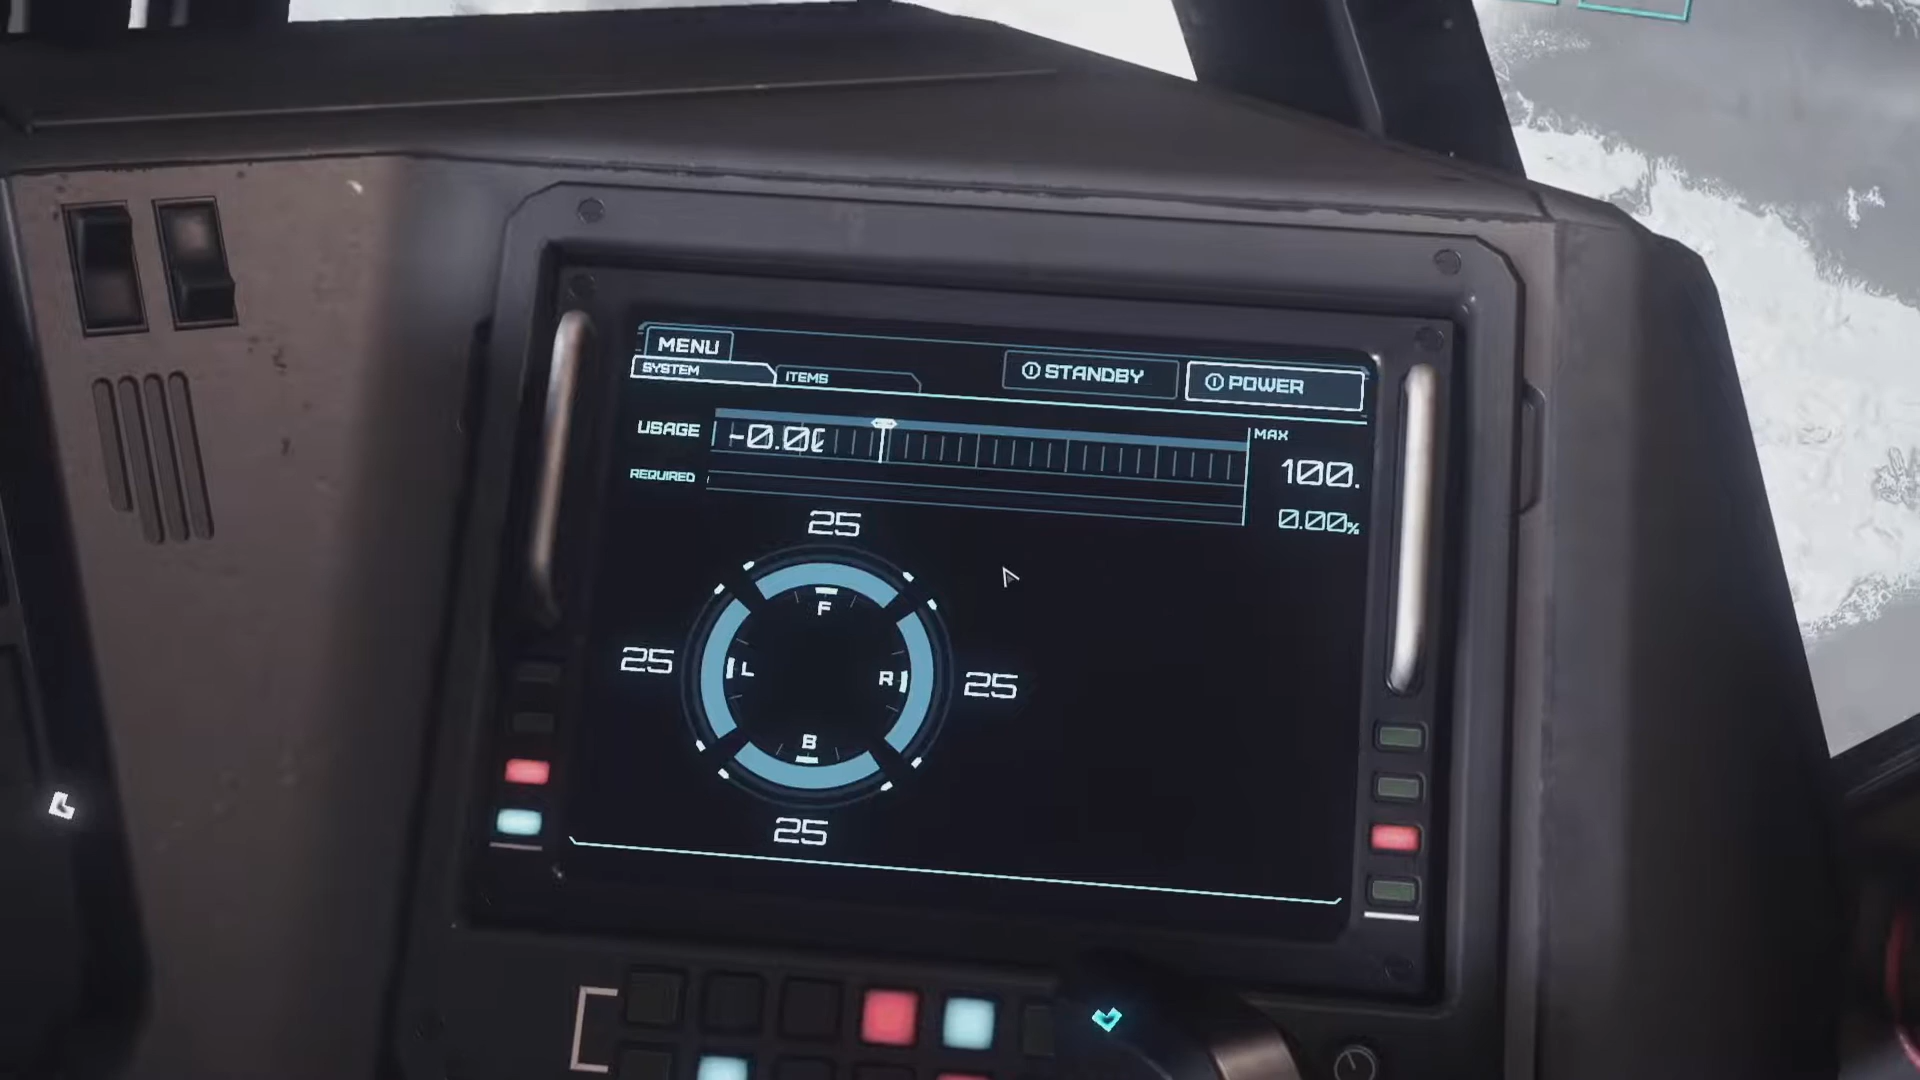 MENU
SYSTEM
ITEMS
STANDBY
POWER
USAGE
-0.00
MAX
100.
REQUIRED
0.00%
25
F
25
L
R
25
B
25